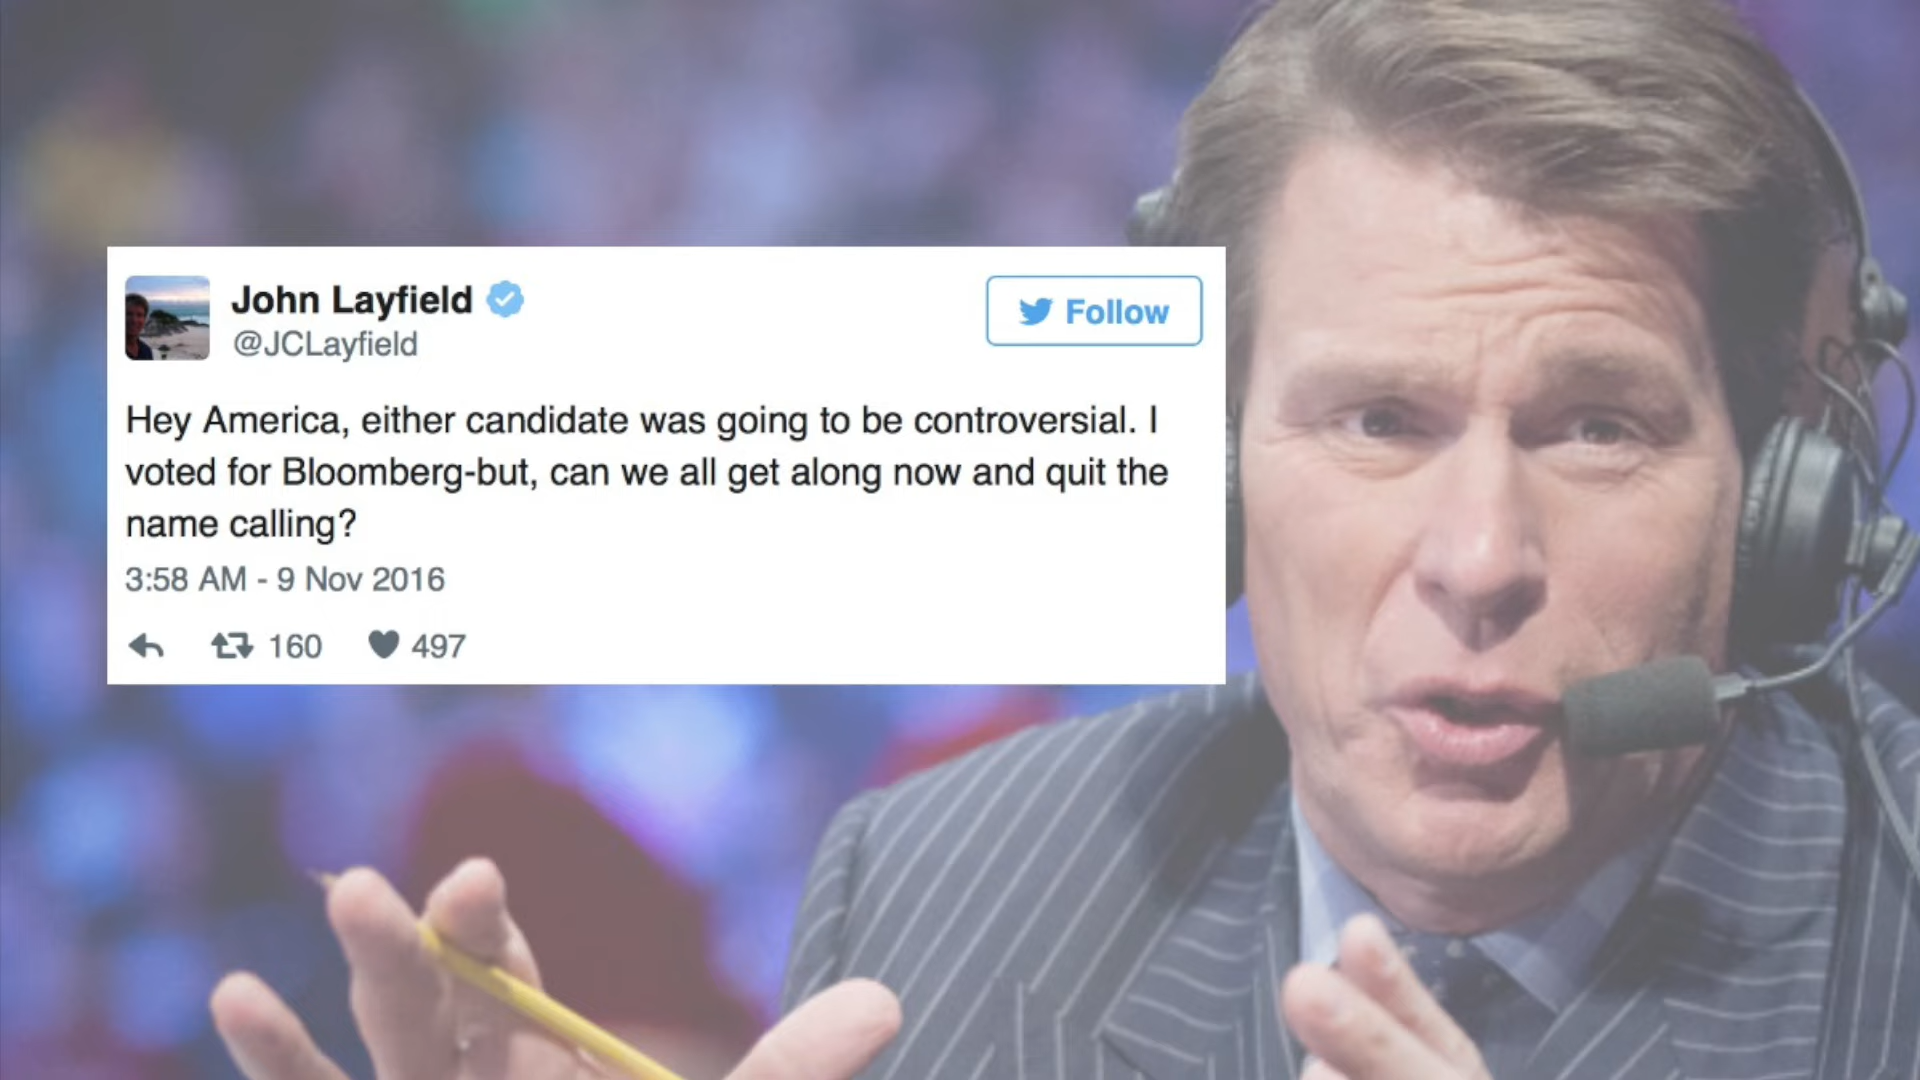 John Layfield
@JCLayfield
Follow
Hey America, either candidate was going to be controversial. I
voted for Bloomberg-but, can we all get along now and quit the
name calling?
3:58 AM - 9 Nov 2016
160 497